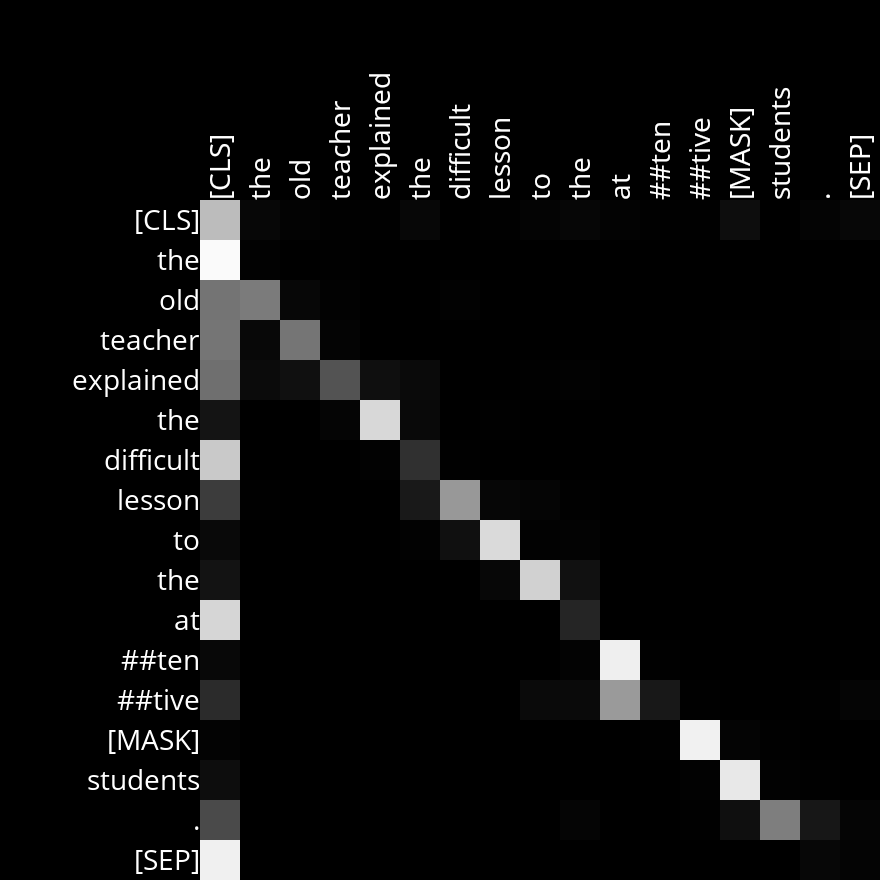 [CLS] the old teacher explained the difficult lesson to the at ##ten ##tive [MASK] students . [SEP]
[CLS]
the
old
teacher
explained
the
difficult
lesson
to
the
at
##ten
##tive
[MASK]
students
.
[SEP]